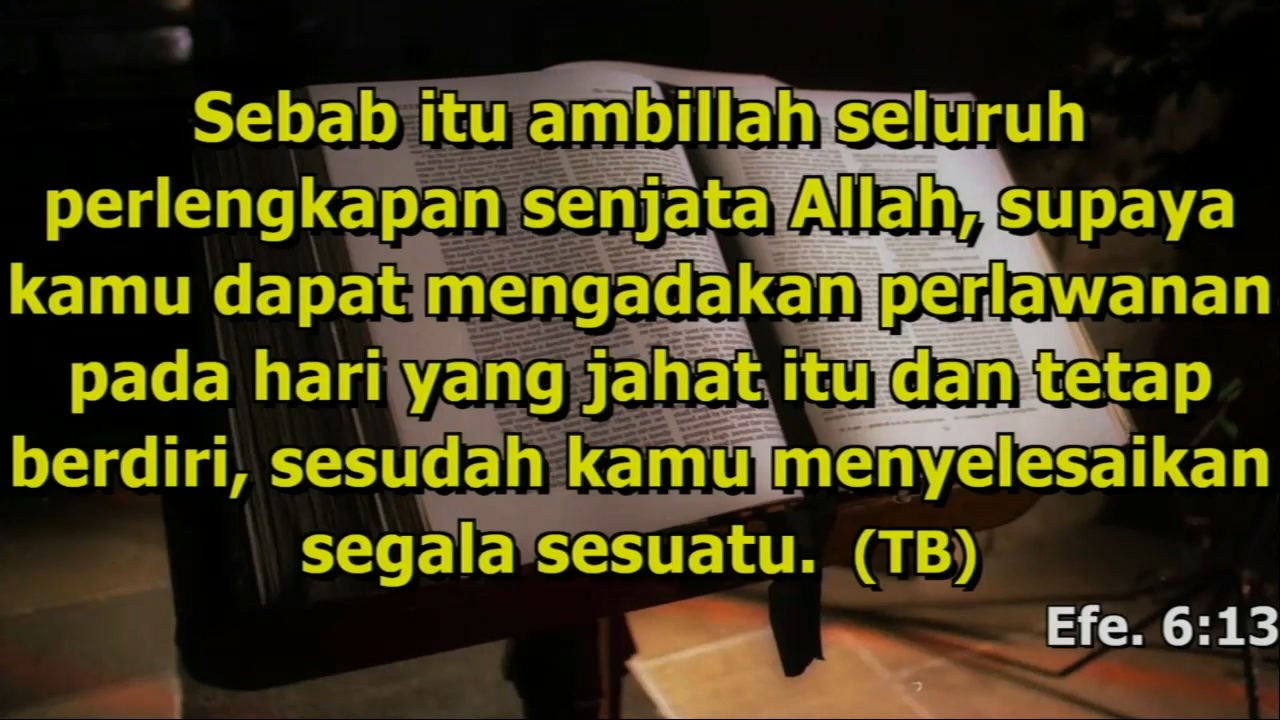 Sebab itu ambillah seluruh
perlengkapan senjata Allah, supaya
kamu dapat mengadakan perlawanan
pada hari yang jahat itu dan tetap
berdiri, sesudah kamu menyelesaikan
segala sesuatu. (TB)
Efe. 6:13